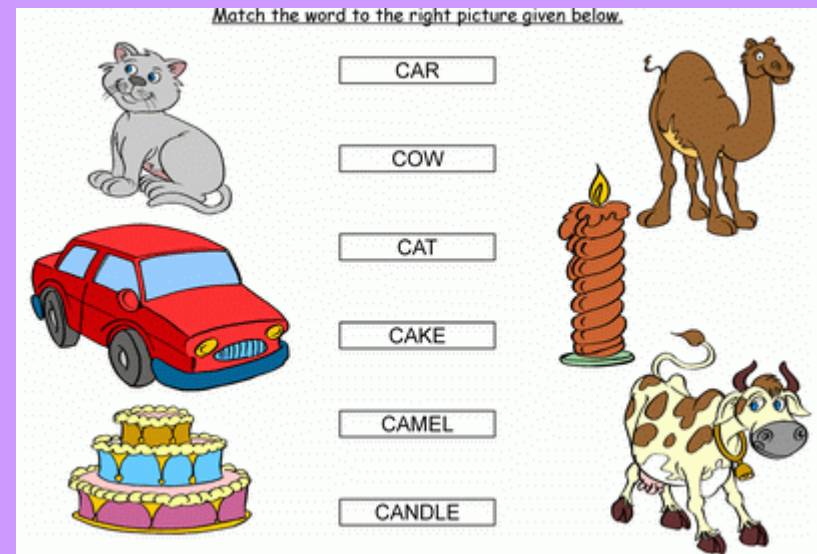 Match the word to the right picture given below.
CAR
COW
CAT
CAKE
CAMEL
CANDLE